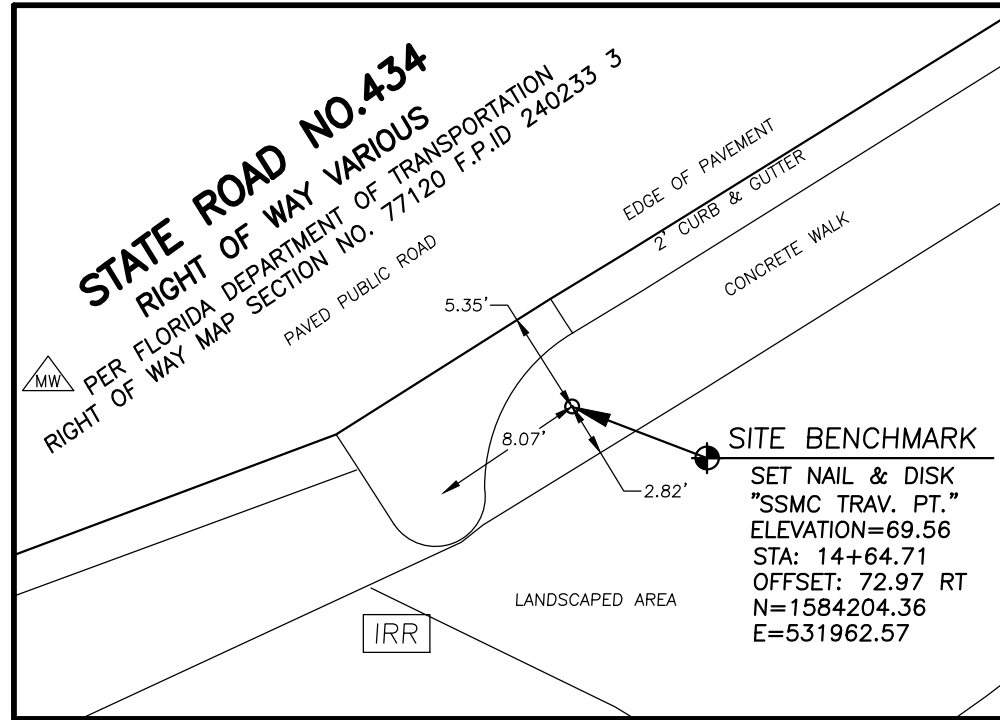 STATE ROAD NO.434
RIGHT OF WAY VARIOUS
PER FLORIDA DEPARTMENT OF TRANSPORTATION
RIGHT OF WAY MAP SECTION NO. 77120 F.P.ID 240233 3
MW
PAVED PUBLIC ROAD
EDGE OF PAVEMENT
2' CURB & GUTTER
CONCRETE WALK
5.35'
8.07'
2.82'
SITE BENCHMARK
SET NAIL & DISK
"SSMC TRAV. PT."
ELEVATION=69.56
STA: 14+64.71
OFFSET: 72.97 RT
N=1584204.36
E=531962.57
LANDSCAPED AREA
IRR